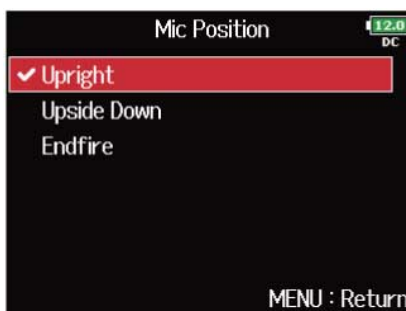 Mic Position
12.0
DC
Upright
Upside Down
Endfire
MENU : Return